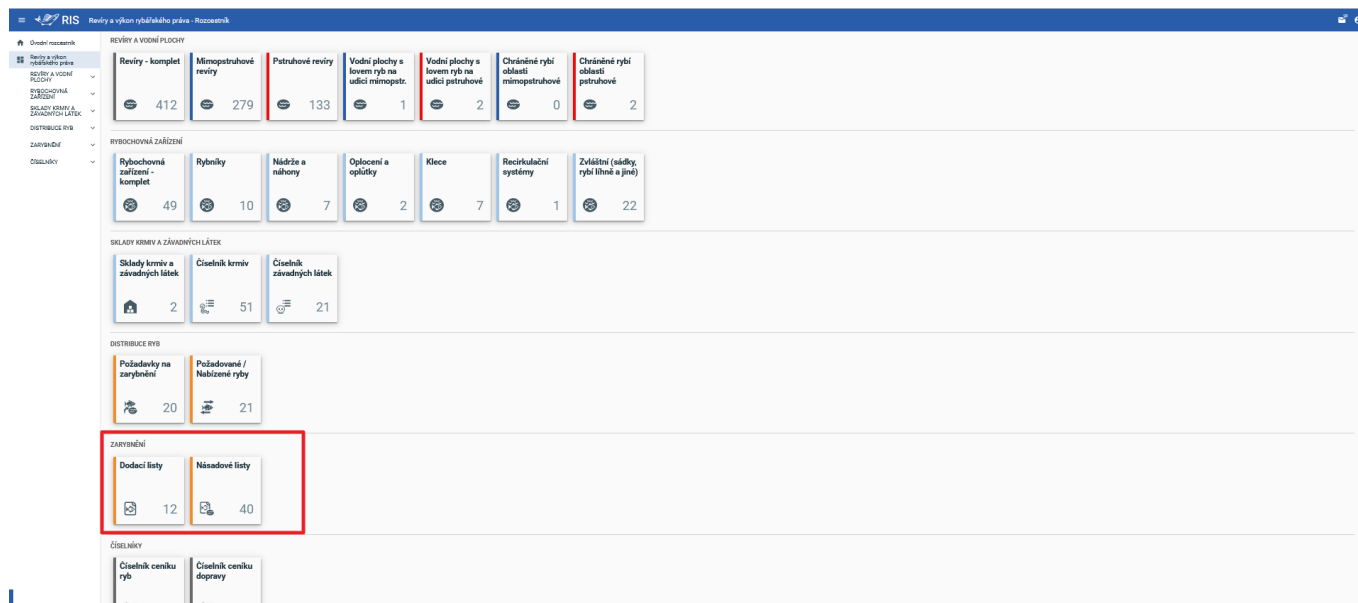 RIS Revíry a výkon rybářského práva - Rozcestník
Úvodní rozcestník
Revíry a výkon
rybářského práva
REVÍRY A VODNÍ
PLOCHY
RYBOCHOVNÁ
ZAŘÍZENÍ
SKLADY KRMIV A
ZÁVADNÝCH LÁTEK
DISTRIBUCE RYB
ZARYBNĚNÍ
ČÍSELNÍKY
REVÍRY A VODNÍ PLOCHY
Revíry - komplet
412
Mimopstruhové
revíry
279
Pstruhové revíry
133
Vodní plochy s
lovem ryb na
udici mimopstr.
1
Vodní plochy s
lovem ryb na
udici pstruhové
2
Chráněné rybí
oblasti
mimopstruhové
0
Chráněné rybí
oblasti
pstruhové
2
RYBOCHOVNÁ ZAŘÍZENÍ
Rybochovná
zařízení -
komplet
49
Rybníky
10
Nádrže a
náhony
7
Oplocení a
oplůtky
2
Klece
7
Recirkulační
systémy
1
Zvláštní (sádky,
rybí líhně a jiné)
22
SKLADY KRMIV A ZÁVADNÝCH LÁTEK
Sklady krmiv a
závadných látek
2
Číselník krmiv
51
Číselník
závadných látek
21
DISTRIBUCE RYB
Požadavky na
zarybnění
20
Požadované /
Nabízené ryby
21
ZARYBNĚNÍ
Dodací listy
12
Násadové listy
40
ČÍSELNÍKY
Číselník ceníku
ryb
Číselník ceníku
dopravy